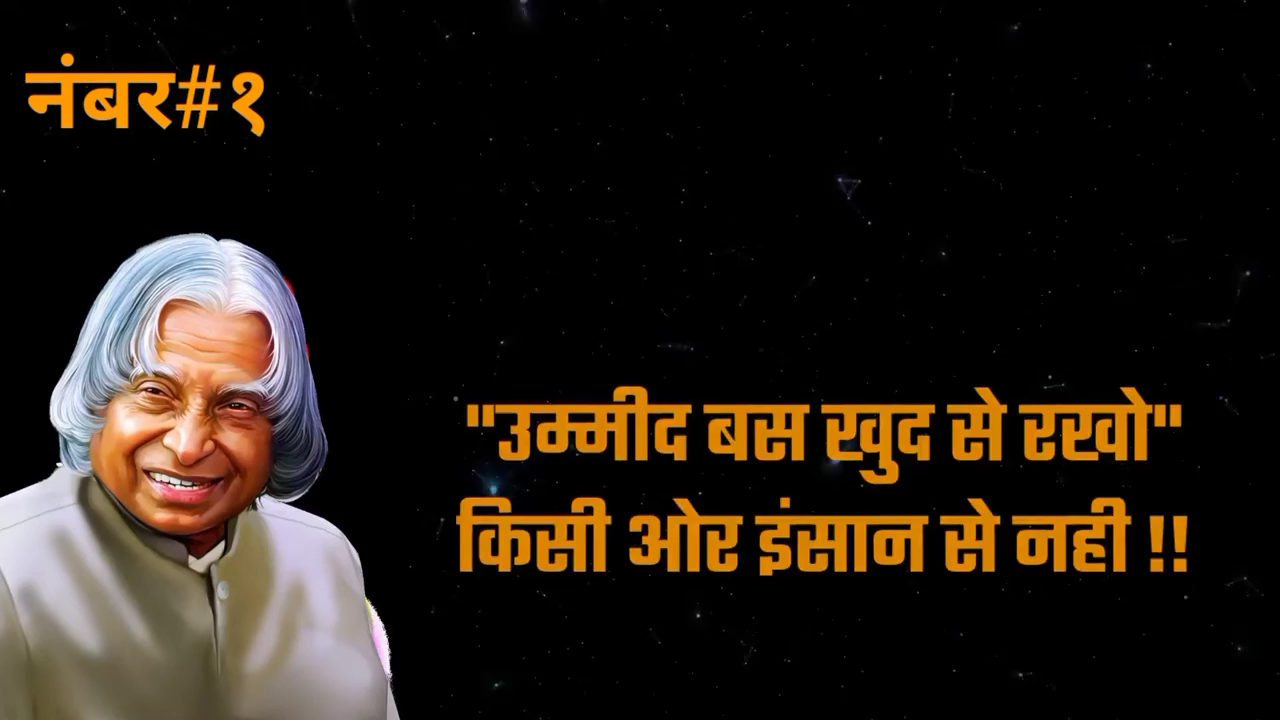 नंबर#१
"उम्मीद बस खुद से रखो"
किसी ओर इंसान से नही !!